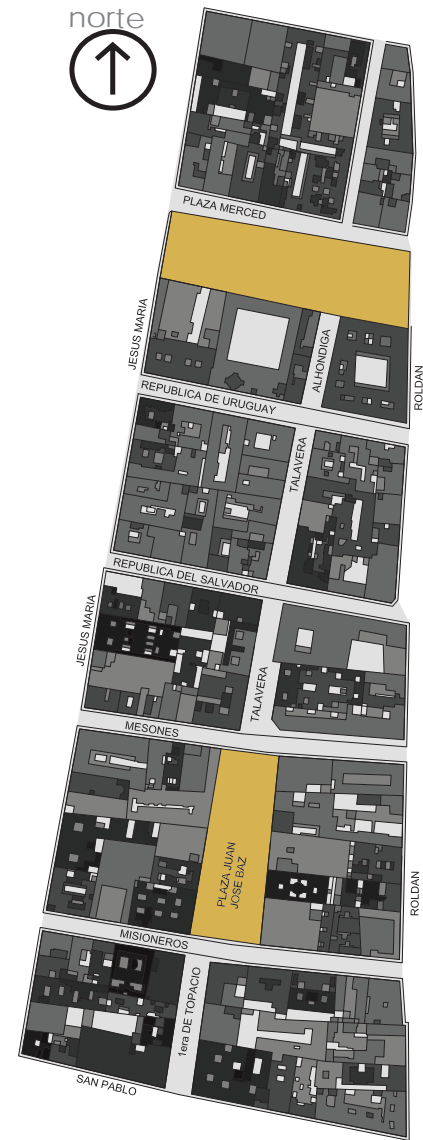 norte
PLAZA MERCED
JESUS MARIA
ALHONDIGA
ROLDAN
REPUBLICA DE URUGUAY
TALAVERA
REPUBLICA DEL SALVADOR
JESUS MARIA
TALAVERA
MESONES
PLAZA JUAN
JOSE BAZ
ROLDAN
MISIONEROS
1era DE TOPACIO
SAN PABLO